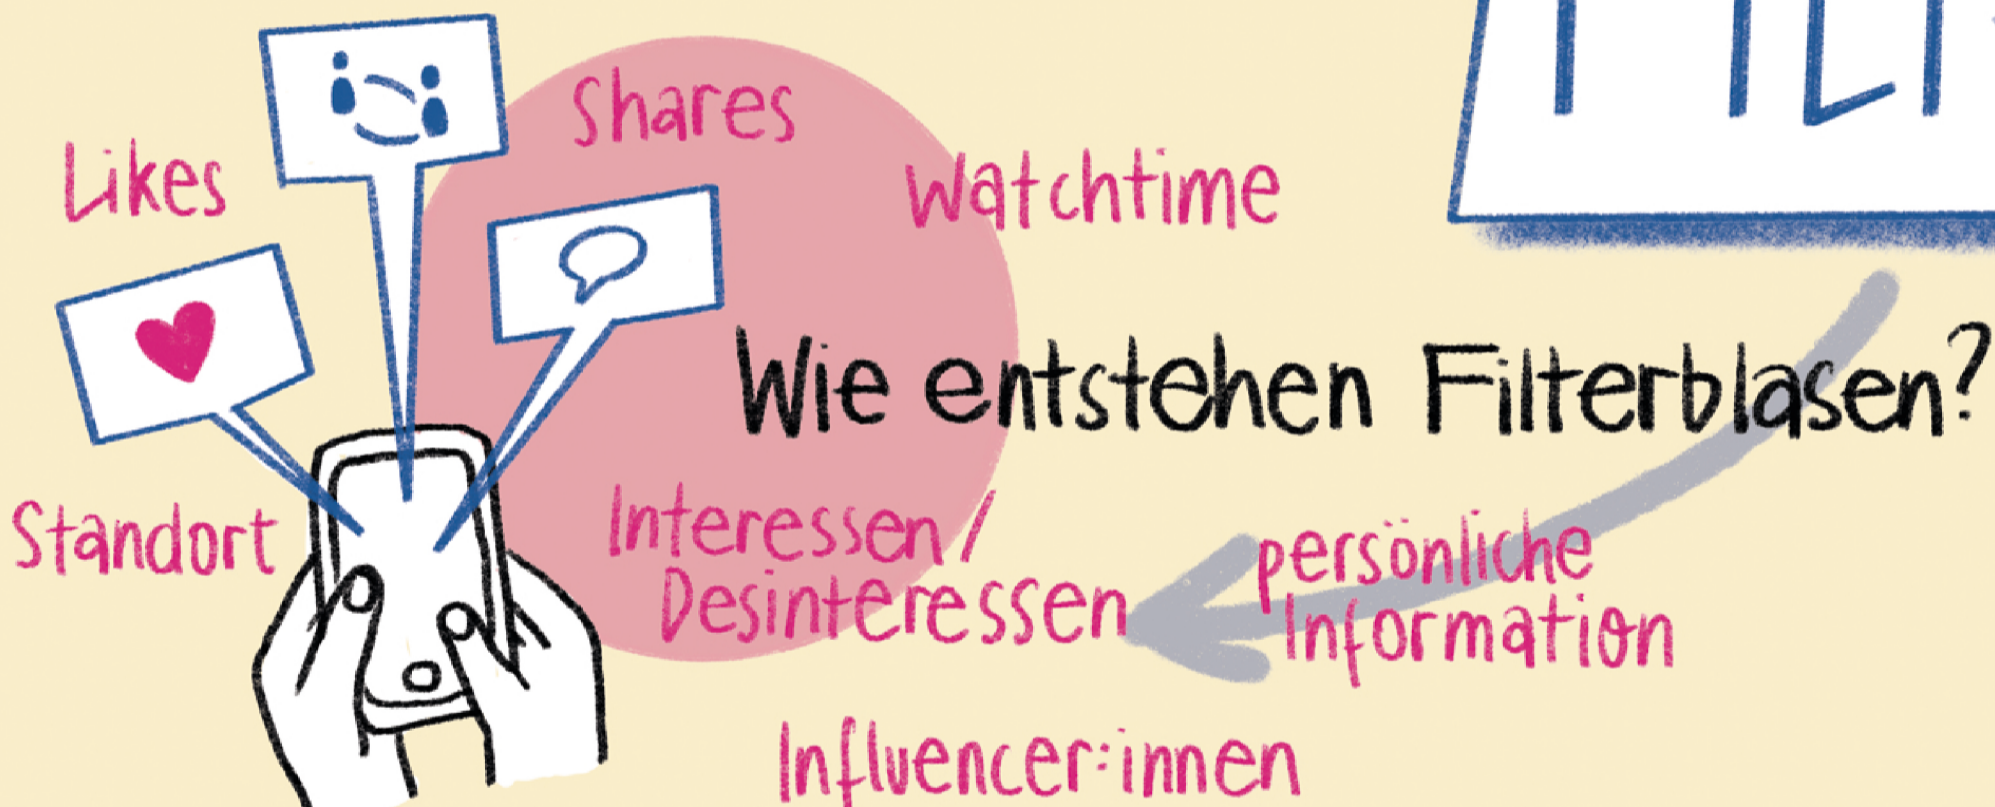 Shares
Likes
Watchtime
Wie entstehen Filterblasen?
Standort
Interessen /
Desinteressen
persönliche
Information
Influencer:innen